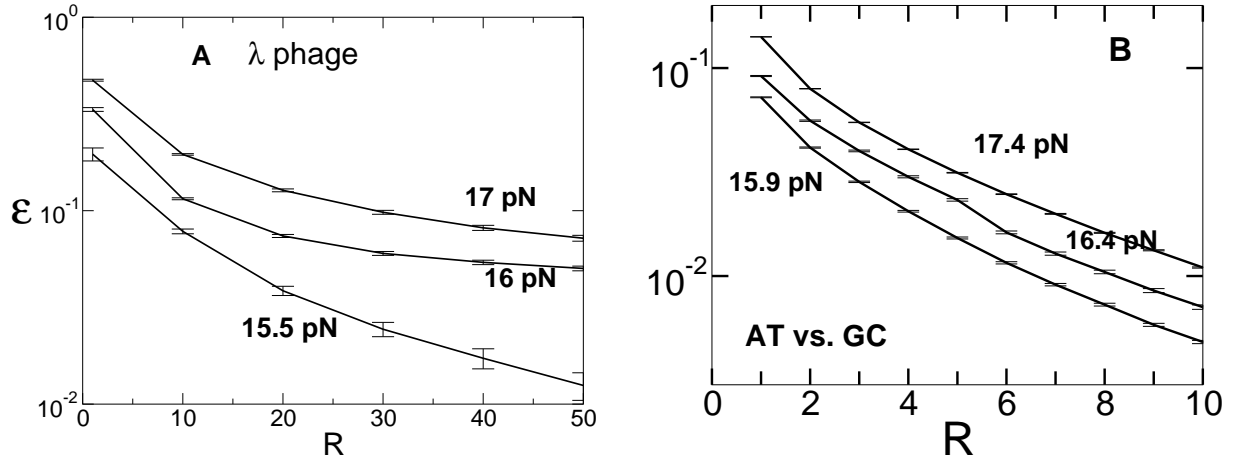 10^0
A λ phage
ε
10^-1
17 pN
16 pN
15.5 pN
10^-2
0 10 20 30 40 50
R
B
10^-1
17.4 pN
15.9 pN
16.4 pN
10^-2
AT vs. GC
0 2 4 6 8 10
R